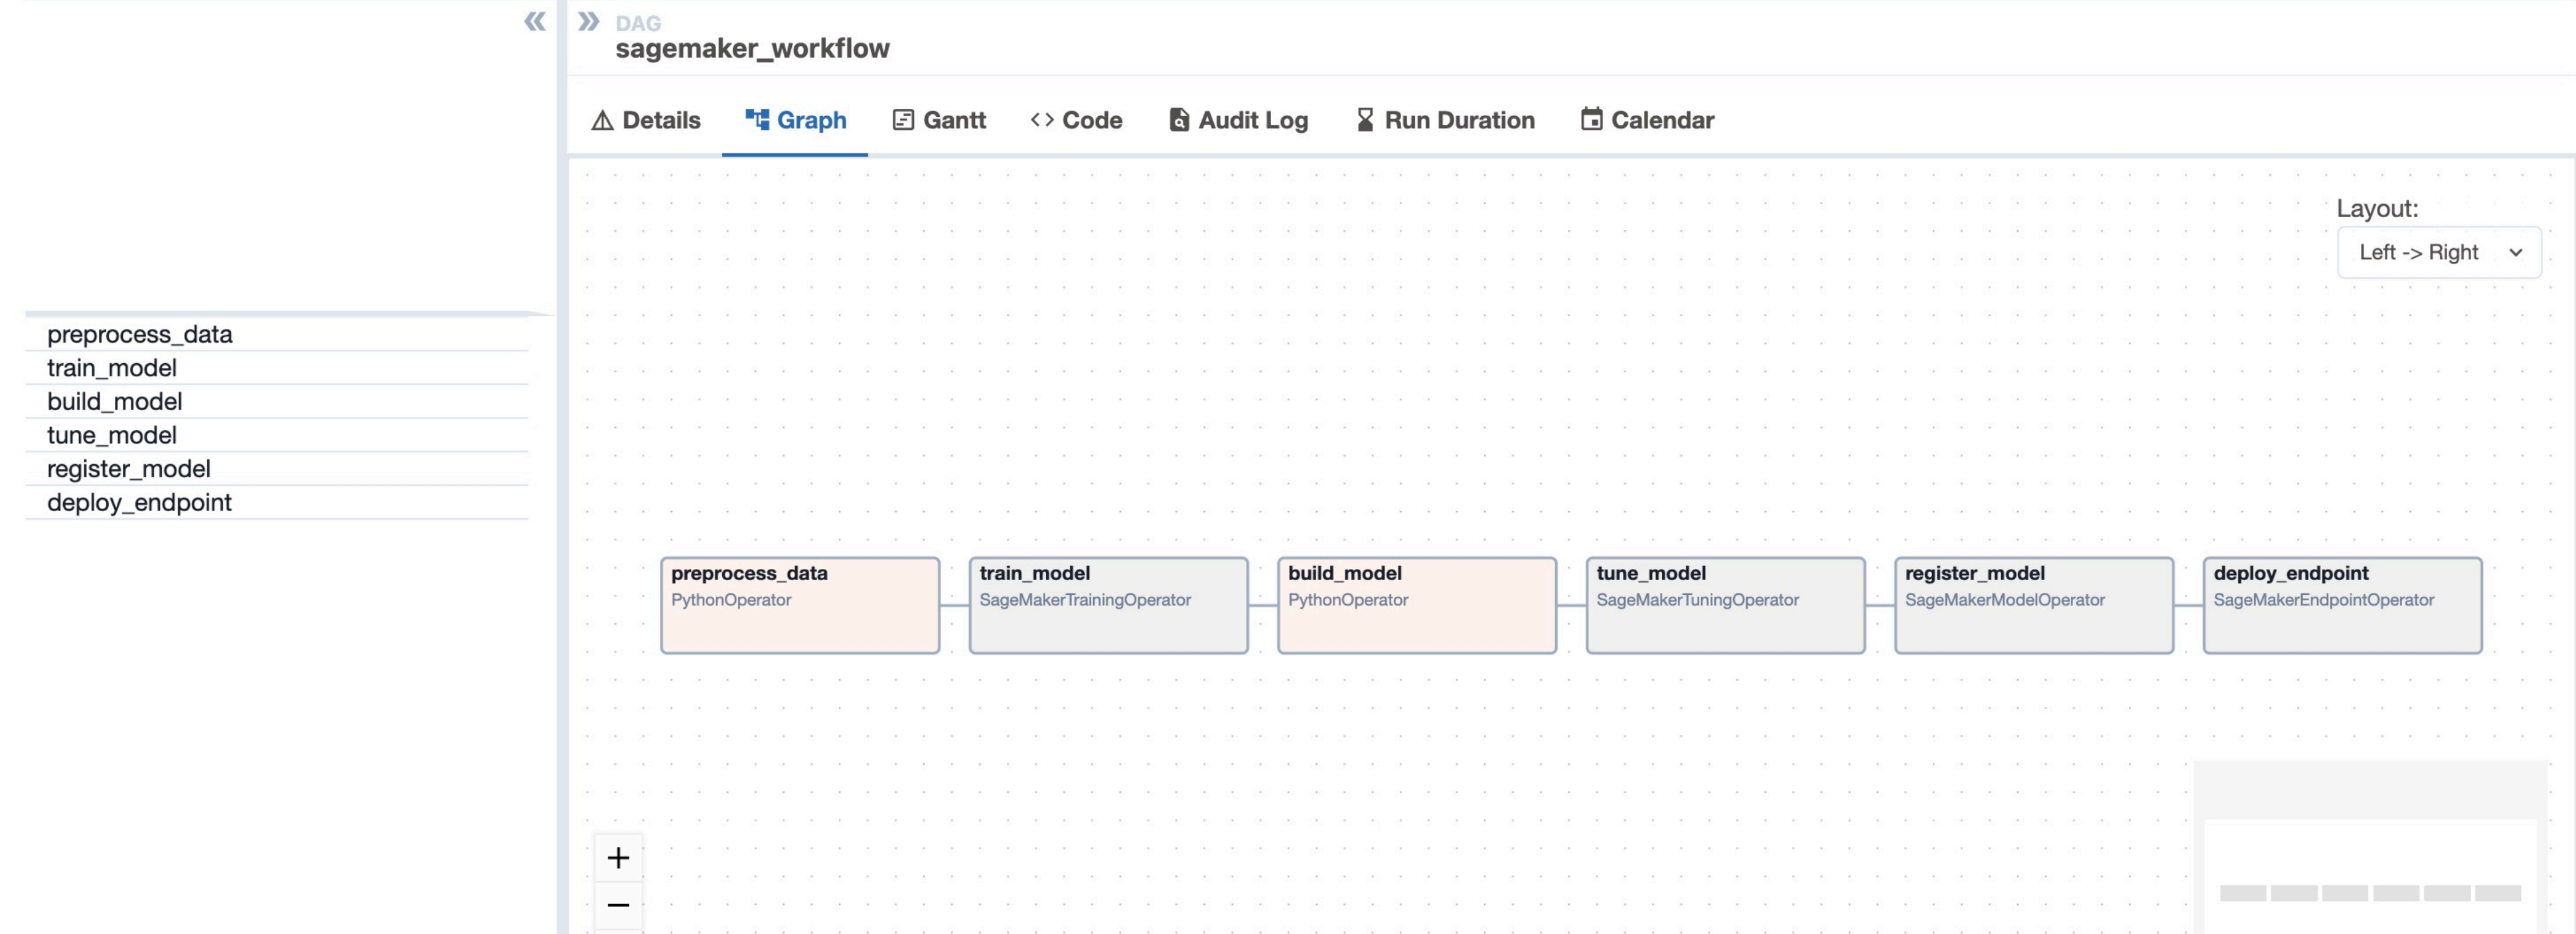 DAG
sagemaker_workflow
Details
Graph
Gantt
<> Code
Audit Log
Run Duration
Calendar
Layout:
Left -> Right
preprocess_data
train_model
build_model
tune_model
register_model
deploy_endpoint
preprocess_data
PythonOperator
train_model
SageMakerTrainingOperator
build_model
PythonOperator
tune_model
SageMakerTuningOperator
register_model
SageMakerModelOperator
deploy_endpoint
SageMakerEndpointOperator